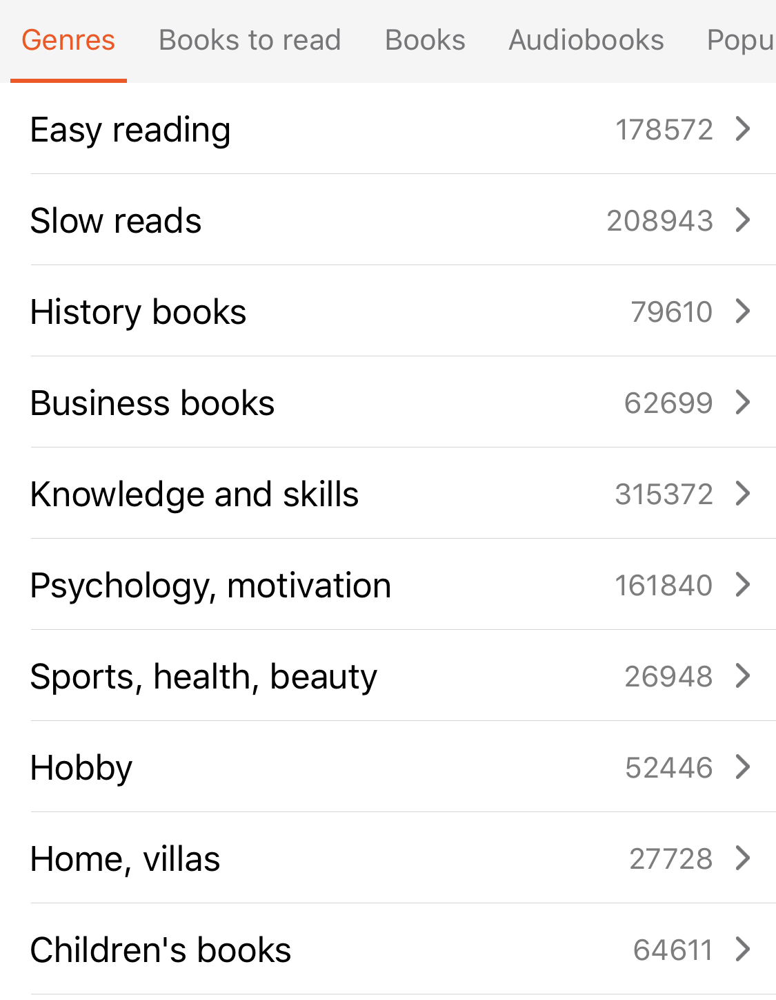 Genres Books to read Books Audiobooks Popu
Easy reading 178572
Slow reads 208943
History books 79610
Business books 62699
Knowledge and skills 315372
Psychology, motivation 161840
Sports, health, beauty 26948
Hobby 52446
Home, villas 27728
Children's books 64611